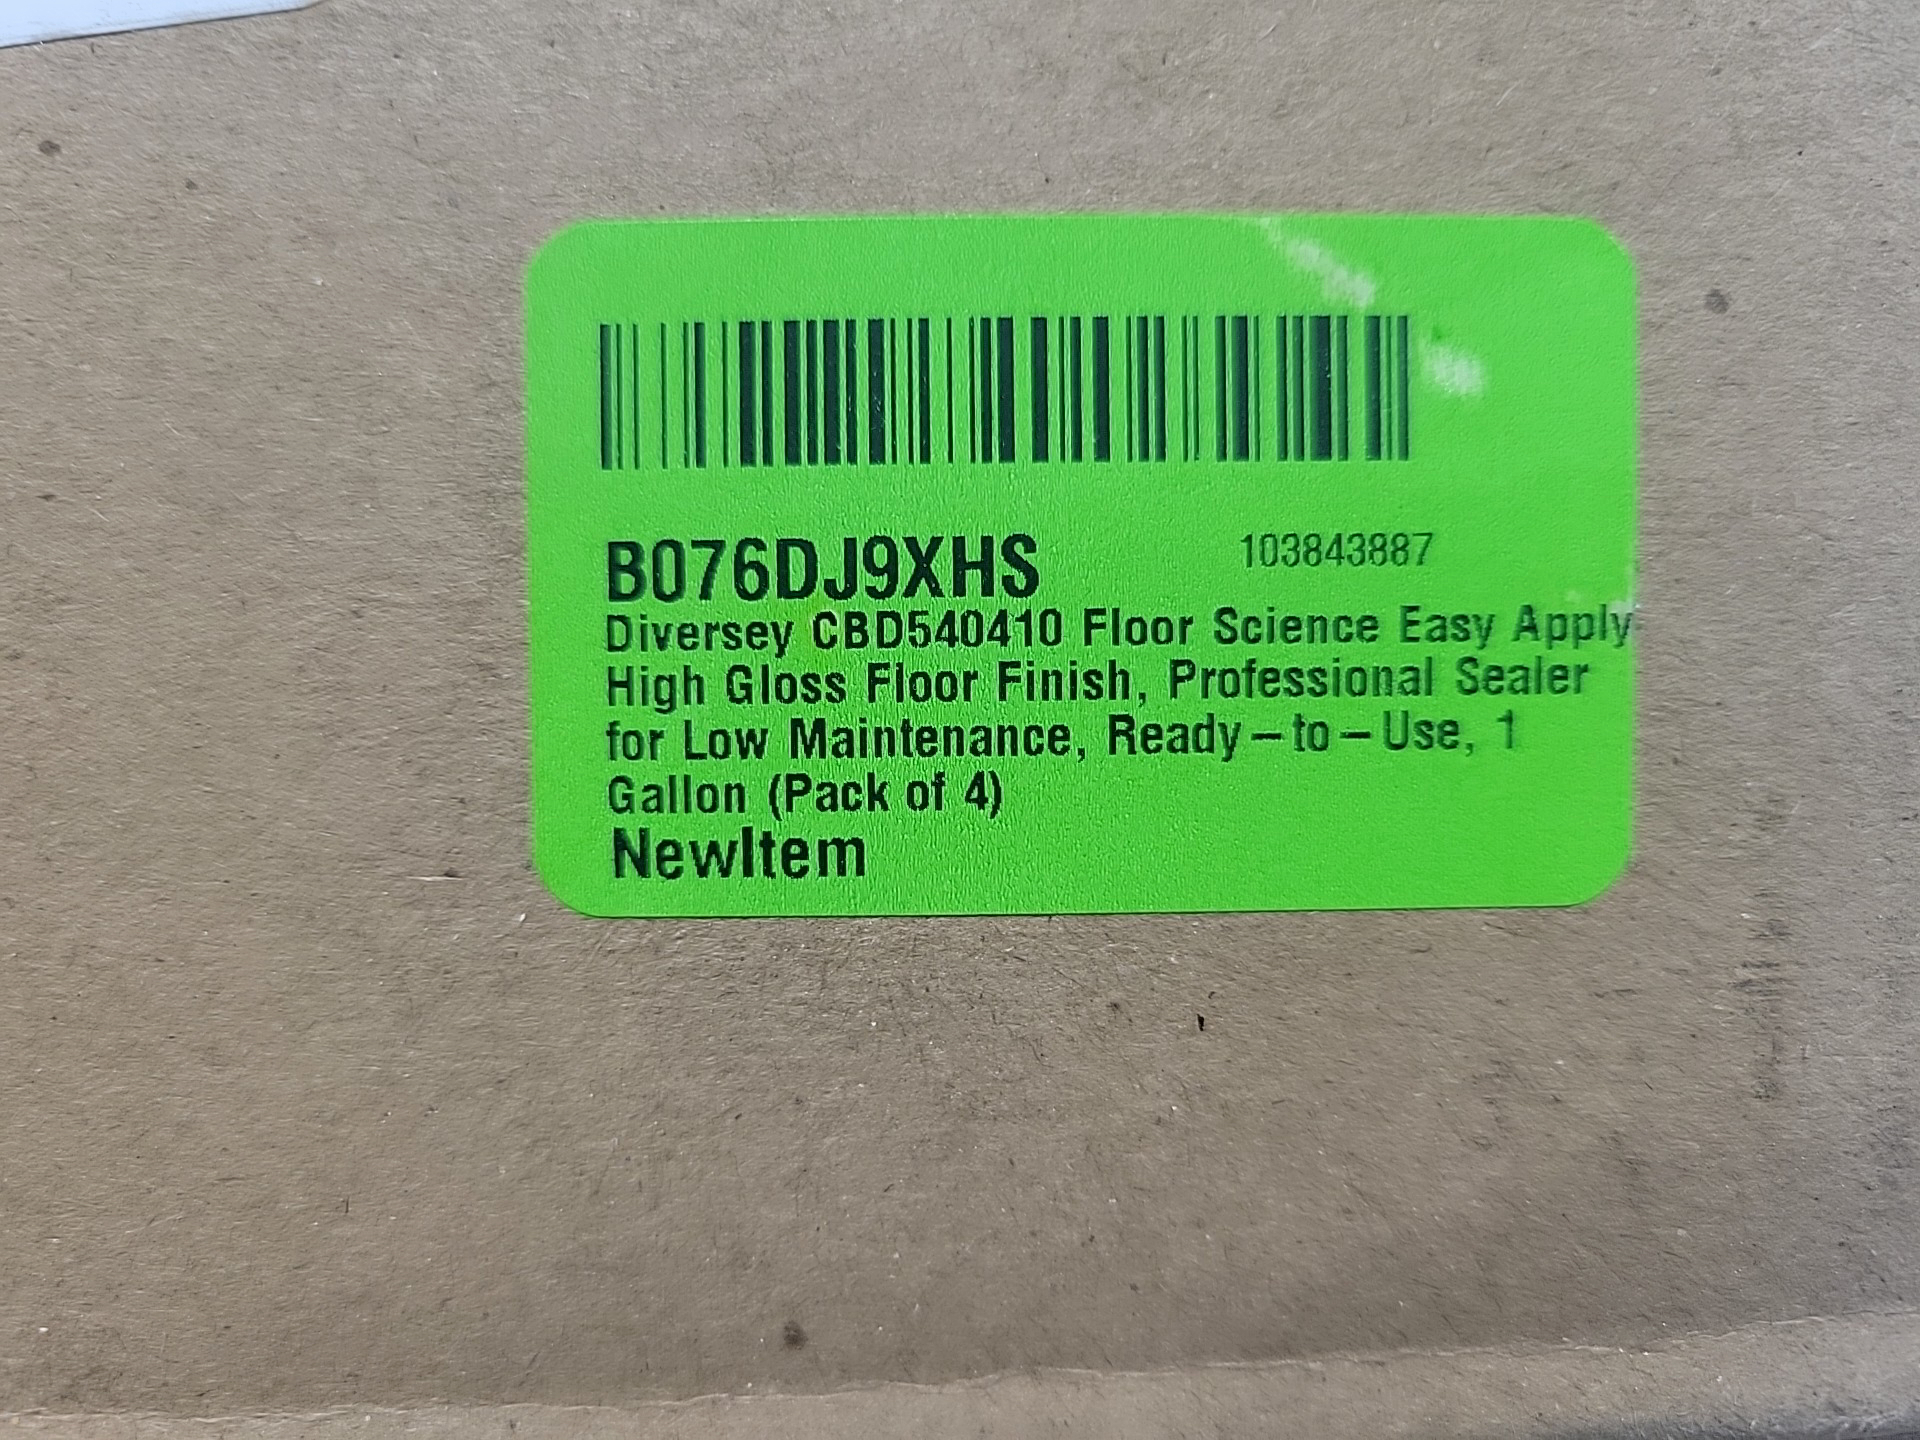 B076DJ9XHS 103843887
Diversey CBD540410 Floor Science Easy Apply
High Gloss Floor Finish, Professional Sealer
for Low Maintenance, Ready-to-Use, 1
Gallon (Pack of 4)
NewItem